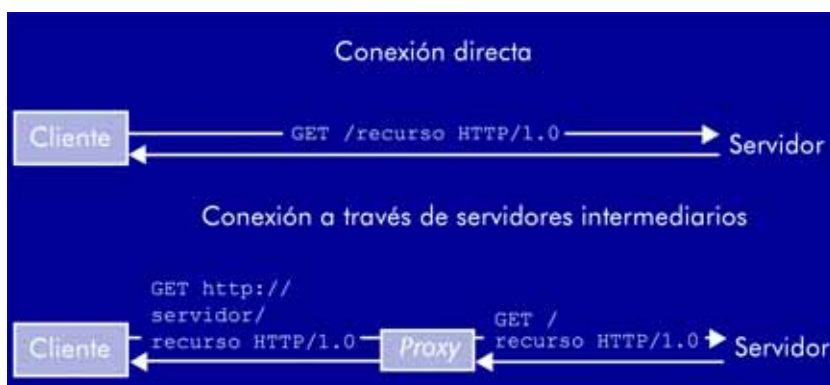 Conexión directa
Cliente
GET /recurso HTTP/1.0
Servidor
Conexión a través de servidores intermediarios
GET http://
servidor/
recurso HTTP/1.0
Cliente
Proxy
GET /
recurso HTTP/1.0
Servidor